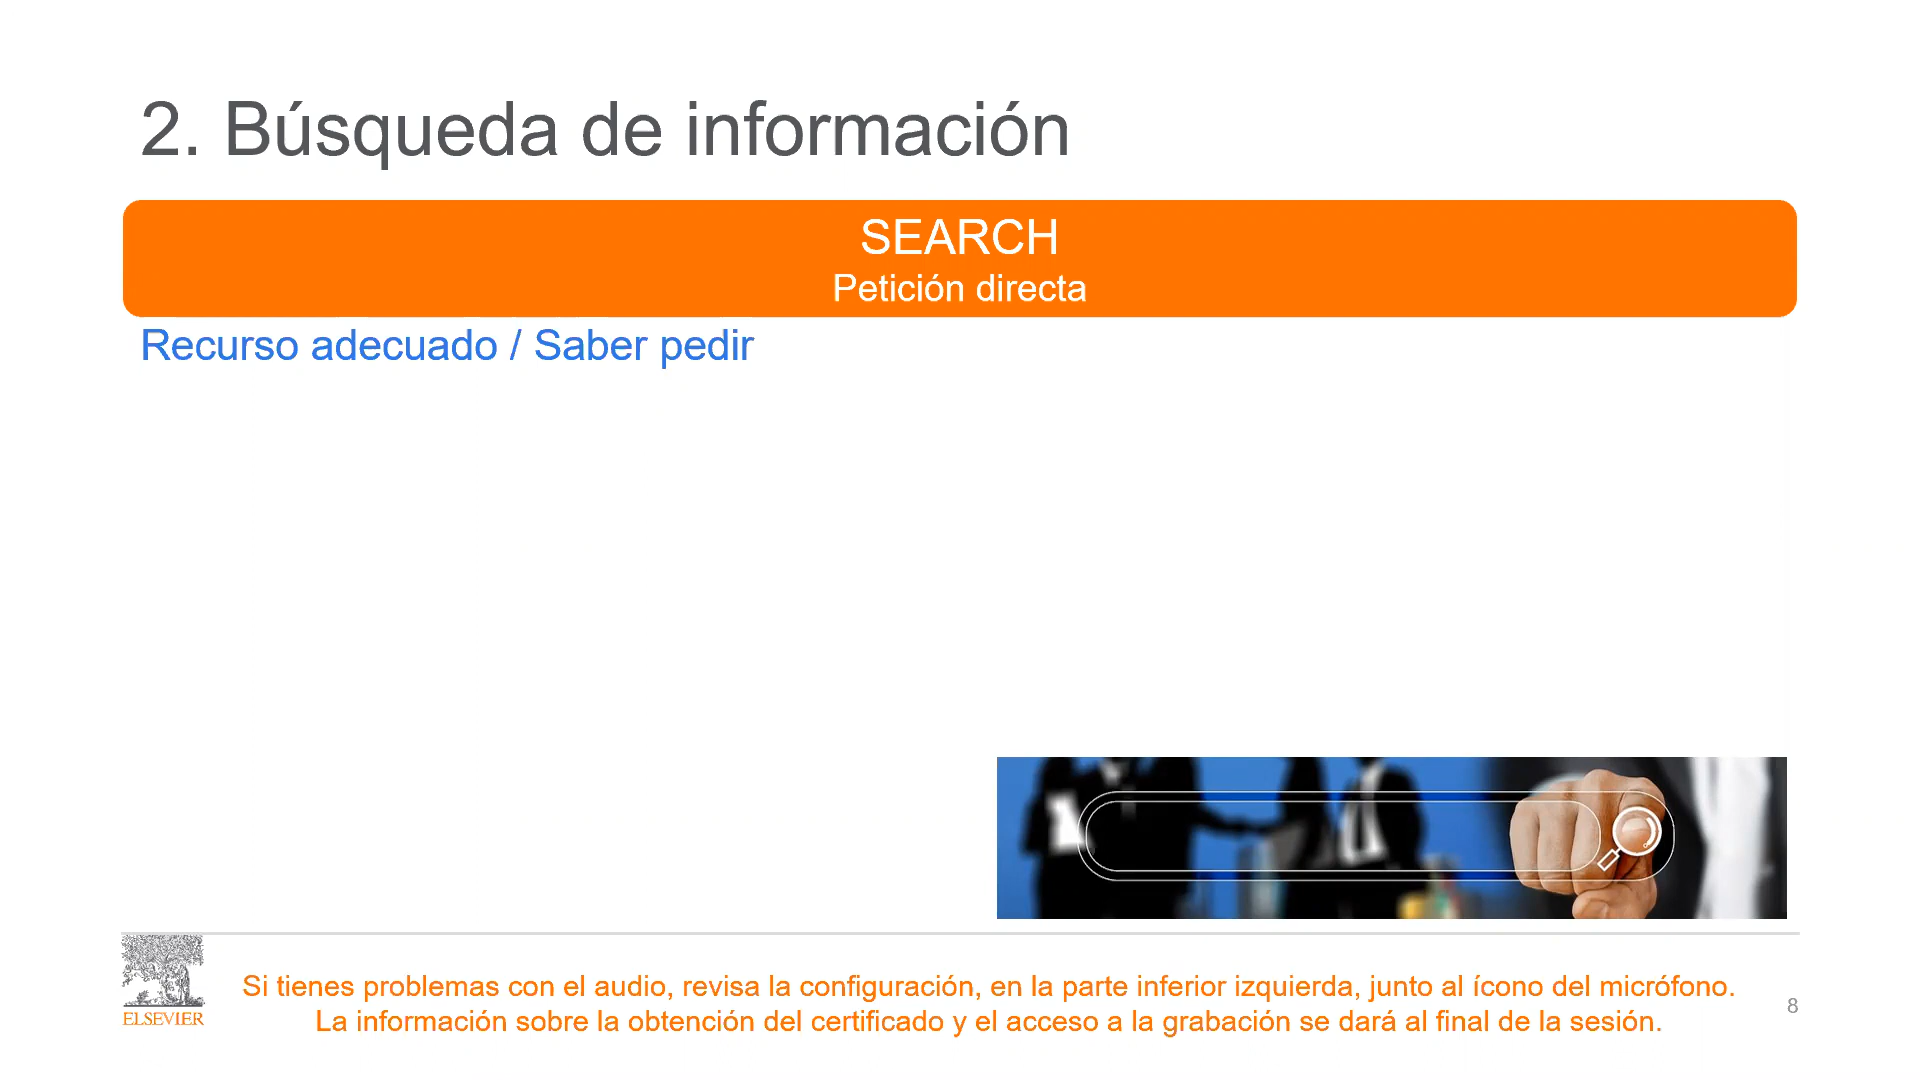 2. Búsqueda de información
SEARCH
Petición directa
Recurso adecuado / Saber pedir
ELSEVIER
Si tienes problemas con el audio, revisa la configuración, en la parte inferior izquierda, junto al ícono del micrófono.
La información sobre la obtención del certificado y el acceso a la grabación se dará al final de la sesión.
8